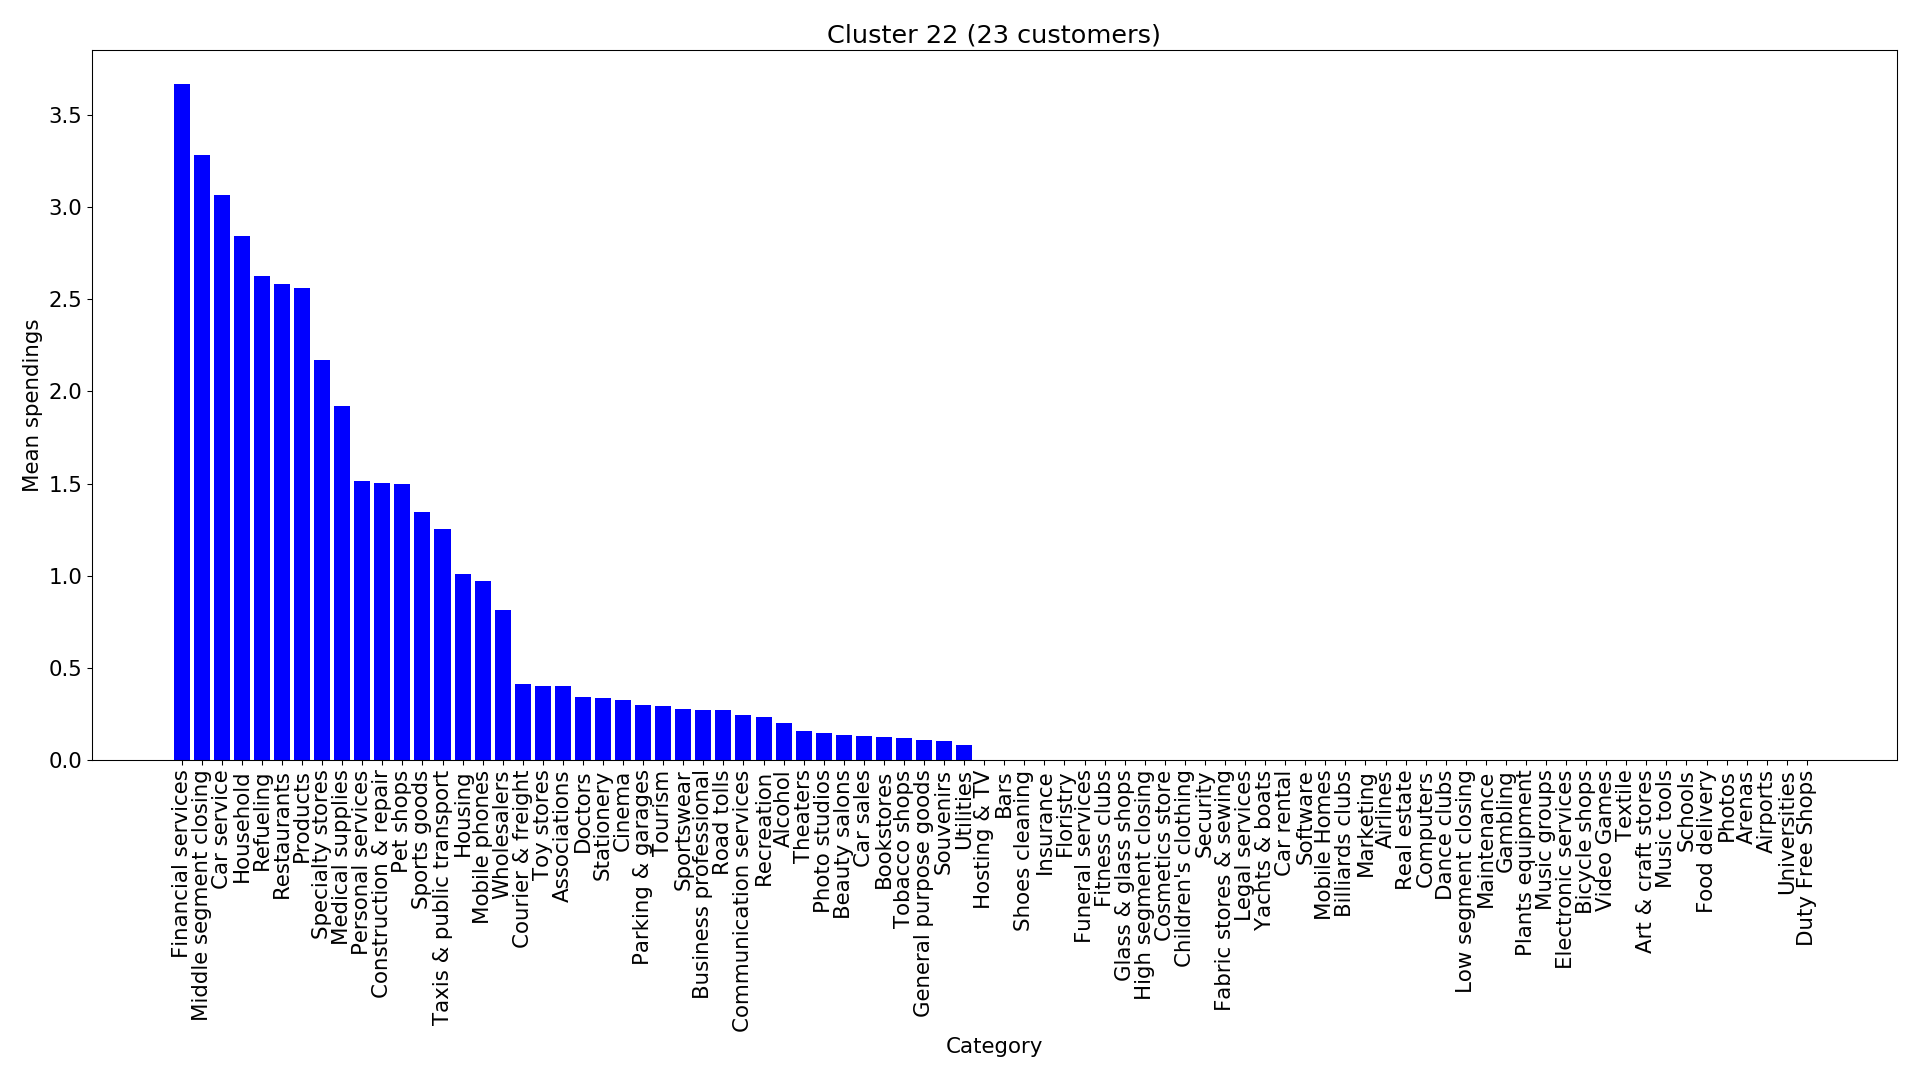 Cluster 22 (23 customers)
Mean spendings
3.5
3.0
2.5
2.0
1.5
1.0
0.5
0.0
Financial services
Middle segment closing
Car service
Household
Refueling
Restaurants
Products
Specialty stores
Medical supplies
Personal services
Construction & repair
Pet shops
Sports goods
Taxis & public transport
Housing
Mobile phones
Wholesalers
Courier & freight
Toy stores
Associations
Doctors
Stationery
Cinema
Parking & garages
Tourism
Sportswear
Business professional
Road tolls
Communication services
Recreation
Alcohol
Theaters
Photo studios
Beauty salons
Car sales
Bookstores
Tobacco shops
General purpose goods
Souvenirs
Utilities
Hosting & TV
Bars
Shoes cleaning
Insurance
Floristry
Funeral services
Fitness clubs
Glass & glass shops
High segment closing
Cosmetics store
Children's clothing
Security
Fabric stores & sewing
Legal services
Yachts & boats
Car rental
Software
Mobile Homes
Billiards clubs
Marketing
Airlines
Real estate
Computers
Dance clubs
Low segment closing
Maintenance
Gambling
Plants equipment
Music groups
Electronic services
Bicycle shops
Video Games
Textile
Art & craft stores
Music tools
Schools
Food delivery
Photos
Arenas
Airports
Universities
Duty Free Shops
Category